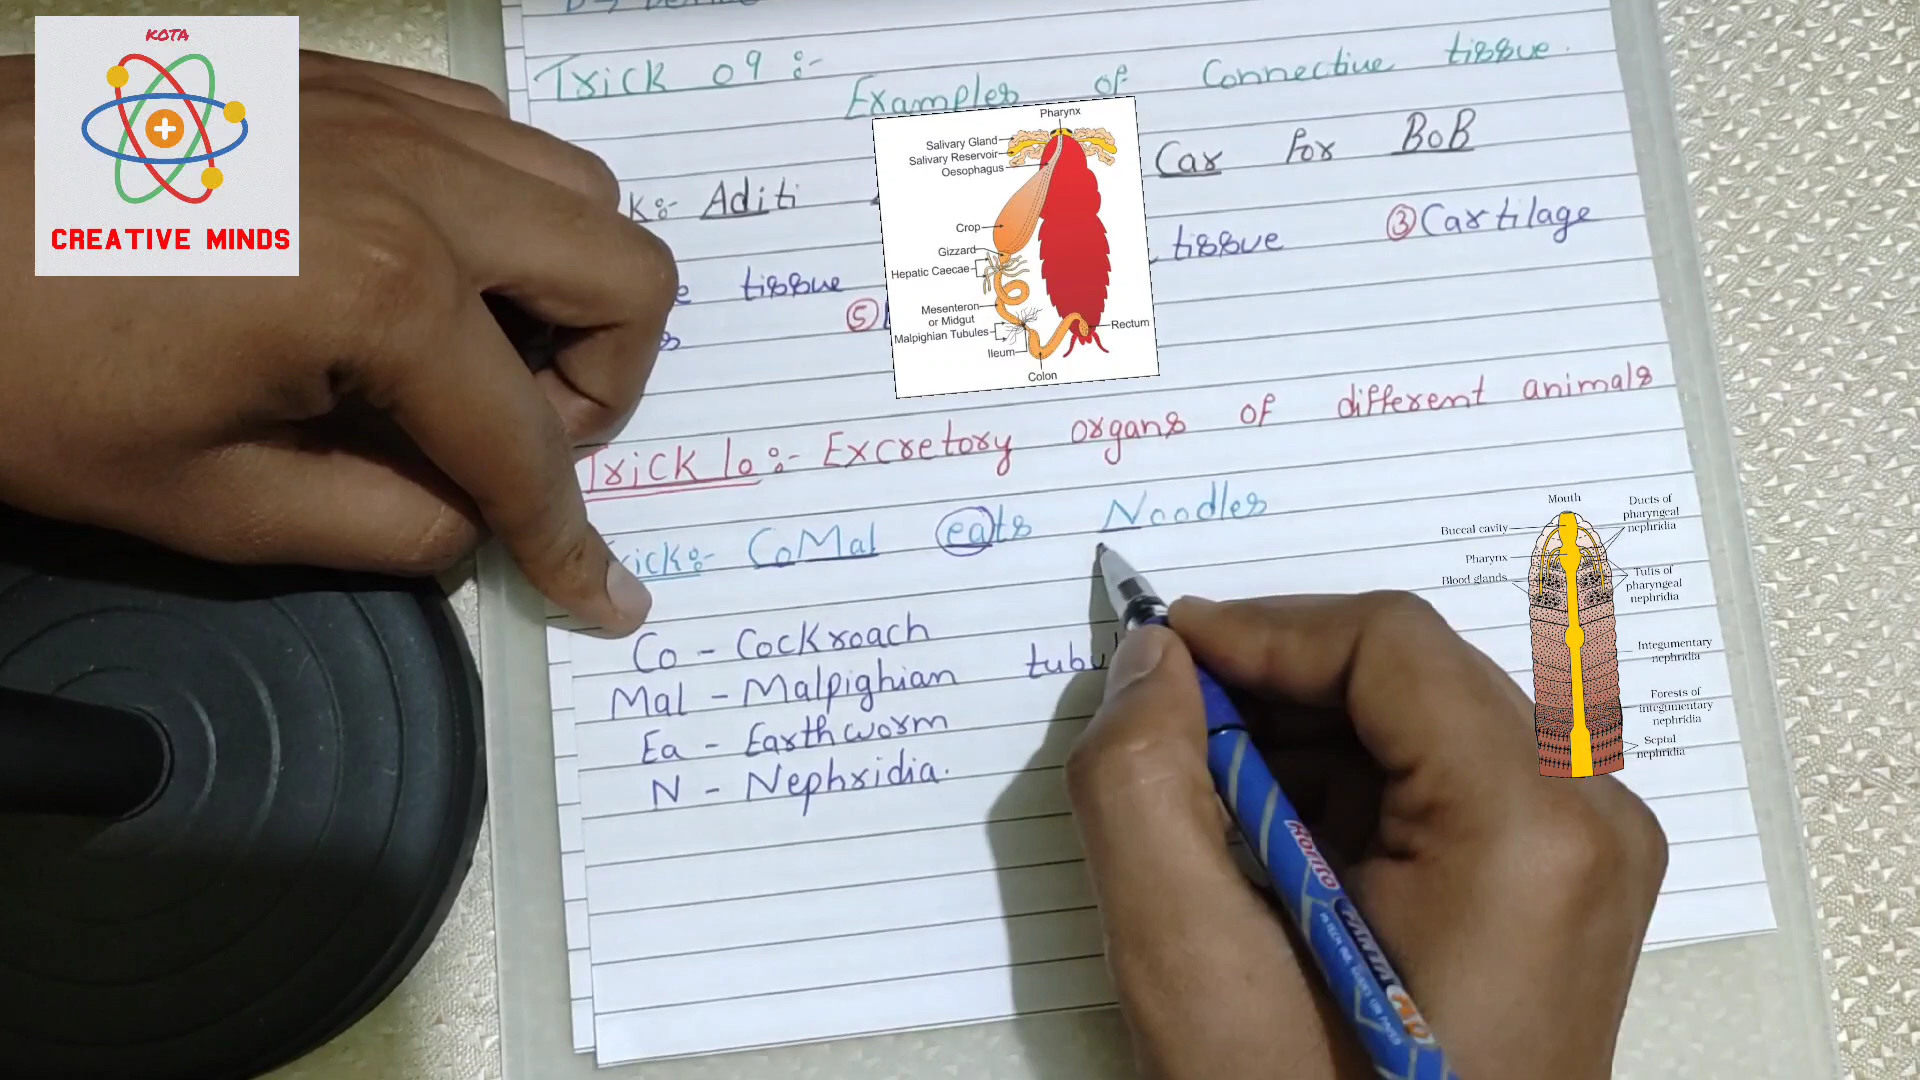 KOTA
CREATIVE MINDS
Trick 09:-
Examples of Connective tissue.
Aditi
Car for BoB
tissue
tissue
③ Cartilage
⑤
Pharynx
Salivary Gland
Salivary Reservoir
Oesophagus
Crop
Gizzard
Hepatic Caecae
Mesenteron
or Midgut
Malpighian Tubules
Ileum
Colon
Rectum
Trick 10:- Excretory organs of different animals
Trick:- CoMal eats Noodles
Co - Cockroach
Mal - Malpighian
Ea - Earthworm
N - Nephridia.
Mouth
Buccal cavity
Pharynx
Blood glands
Ducts of
pharyngeal
nephridia
Tufts of
pharyngeal
nephridia
Integumentary
nephridia
Forests of
integumentary
nephridia
Septal
nephridia
Rorito